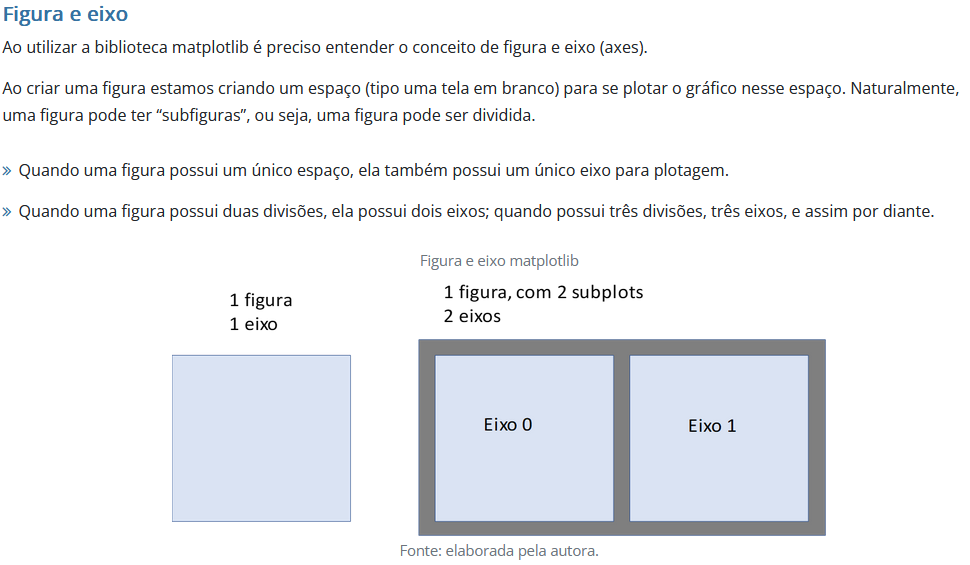 Figura e eixo
Ao utilizar a biblioteca matplotlib é preciso entender o conceito de figura e eixo (axes).
Ao criar uma figura estamos criando um espaço (tipo uma tela em branco) para se plotar o gráfico nesse espaço. Naturalmente,
uma figura pode ter “subfiguras”, ou seja, uma figura pode ser dividida.
» Quando uma figura possui um único espaço, ela também possui um único eixo para plotagem.
» Quando uma figura possui duas divisões, ela possui dois eixos; quando possui três divisões, três eixos, e assim por diante.
Figura e eixo matplotlib
1 figura
1 eixo
1 figura, com 2 subplots
2 eixos
Eixo 0
Eixo 1
Fonte: elaborada pela autora.